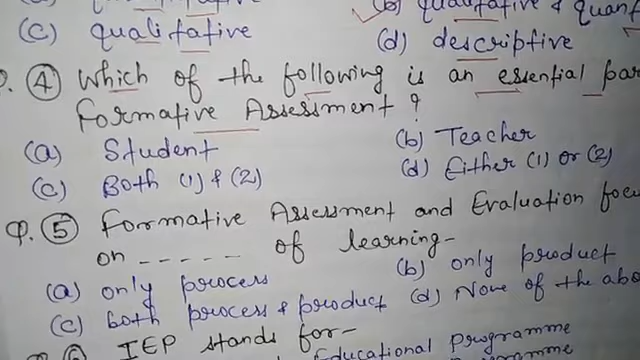 (b) qualitative & quant
(c) qualitative (d) descriptive
④ Which of the following is an essential par
Formative Assessment ?
(a) Student (b) Teacher
(c) Both (1) & (2) (d) Either (1) or (2)
Q. ⑤ Formative Assessment and Evaluation focu
on ------ of learning-
(a) only process (b) only product
(c) both process & product (d) None of the abo
IEP stands for-
Educational Programme